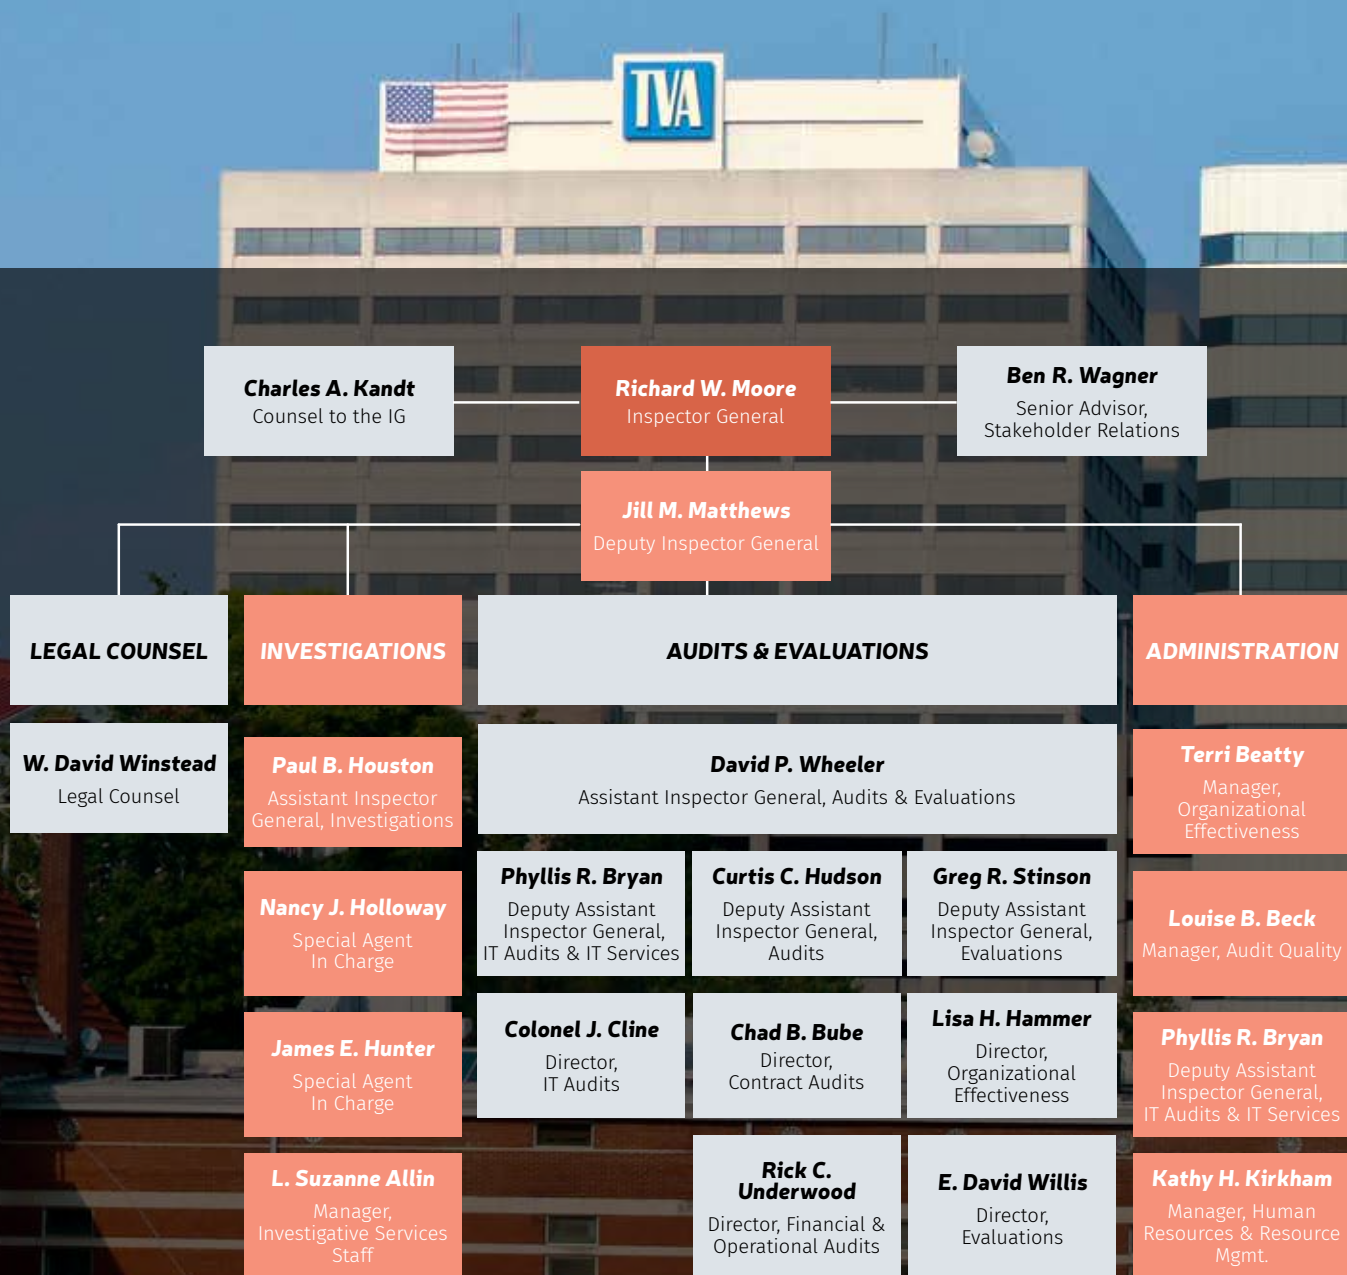 TVA
Charles A. Kandt
Counsel to the IG
Richard W. Moore
Inspector General
Ben R. Wagner
Senior Advisor,
Stakeholder Relations
Jill M. Matthews
Deputy Inspector General
LEGAL COUNSEL
INVESTIGATIONS
AUDITS & EVALUATIONS
ADMINISTRATION
W. David Winstead
Legal Counsel
Paul B. Houston
Assistant Inspector
General, Investigations
David P. Wheeler
Assistant Inspector General, Audits & Evaluations
Terri Beatty
Manager,
Organizational
Effectiveness
Nancy J. Holloway
Special Agent
In Charge
Phyllis R. Bryan
Deputy Assistant
Inspector General,
IT Audits & IT Services
Curtis C. Hudson
Deputy Assistant
Inspector General,
Audits
Greg R. Stinson
Deputy Assistant
Inspector General,
Evaluations
Louise B. Beck
Manager, Audit Quality
James E. Hunter
Special Agent
In Charge
Colonel J. Cline
Director,
IT Audits
Chad B. Bube
Director,
Contract Audits
Lisa H. Hammer
Director,
Organizational
Effectiveness
Phyllis R. Bryan
Deputy Assistant
Inspector General,
IT Audits & IT Services
L. Suzanne Allin
Manager,
Investigative Services
Staff
Rick C.
Underwood
Director, Financial &
Operational Audits
E. David Willis
Director,
Evaluations
Kathy H. Kirkham
Manager, Human
Resources & Resource
Mgmt.